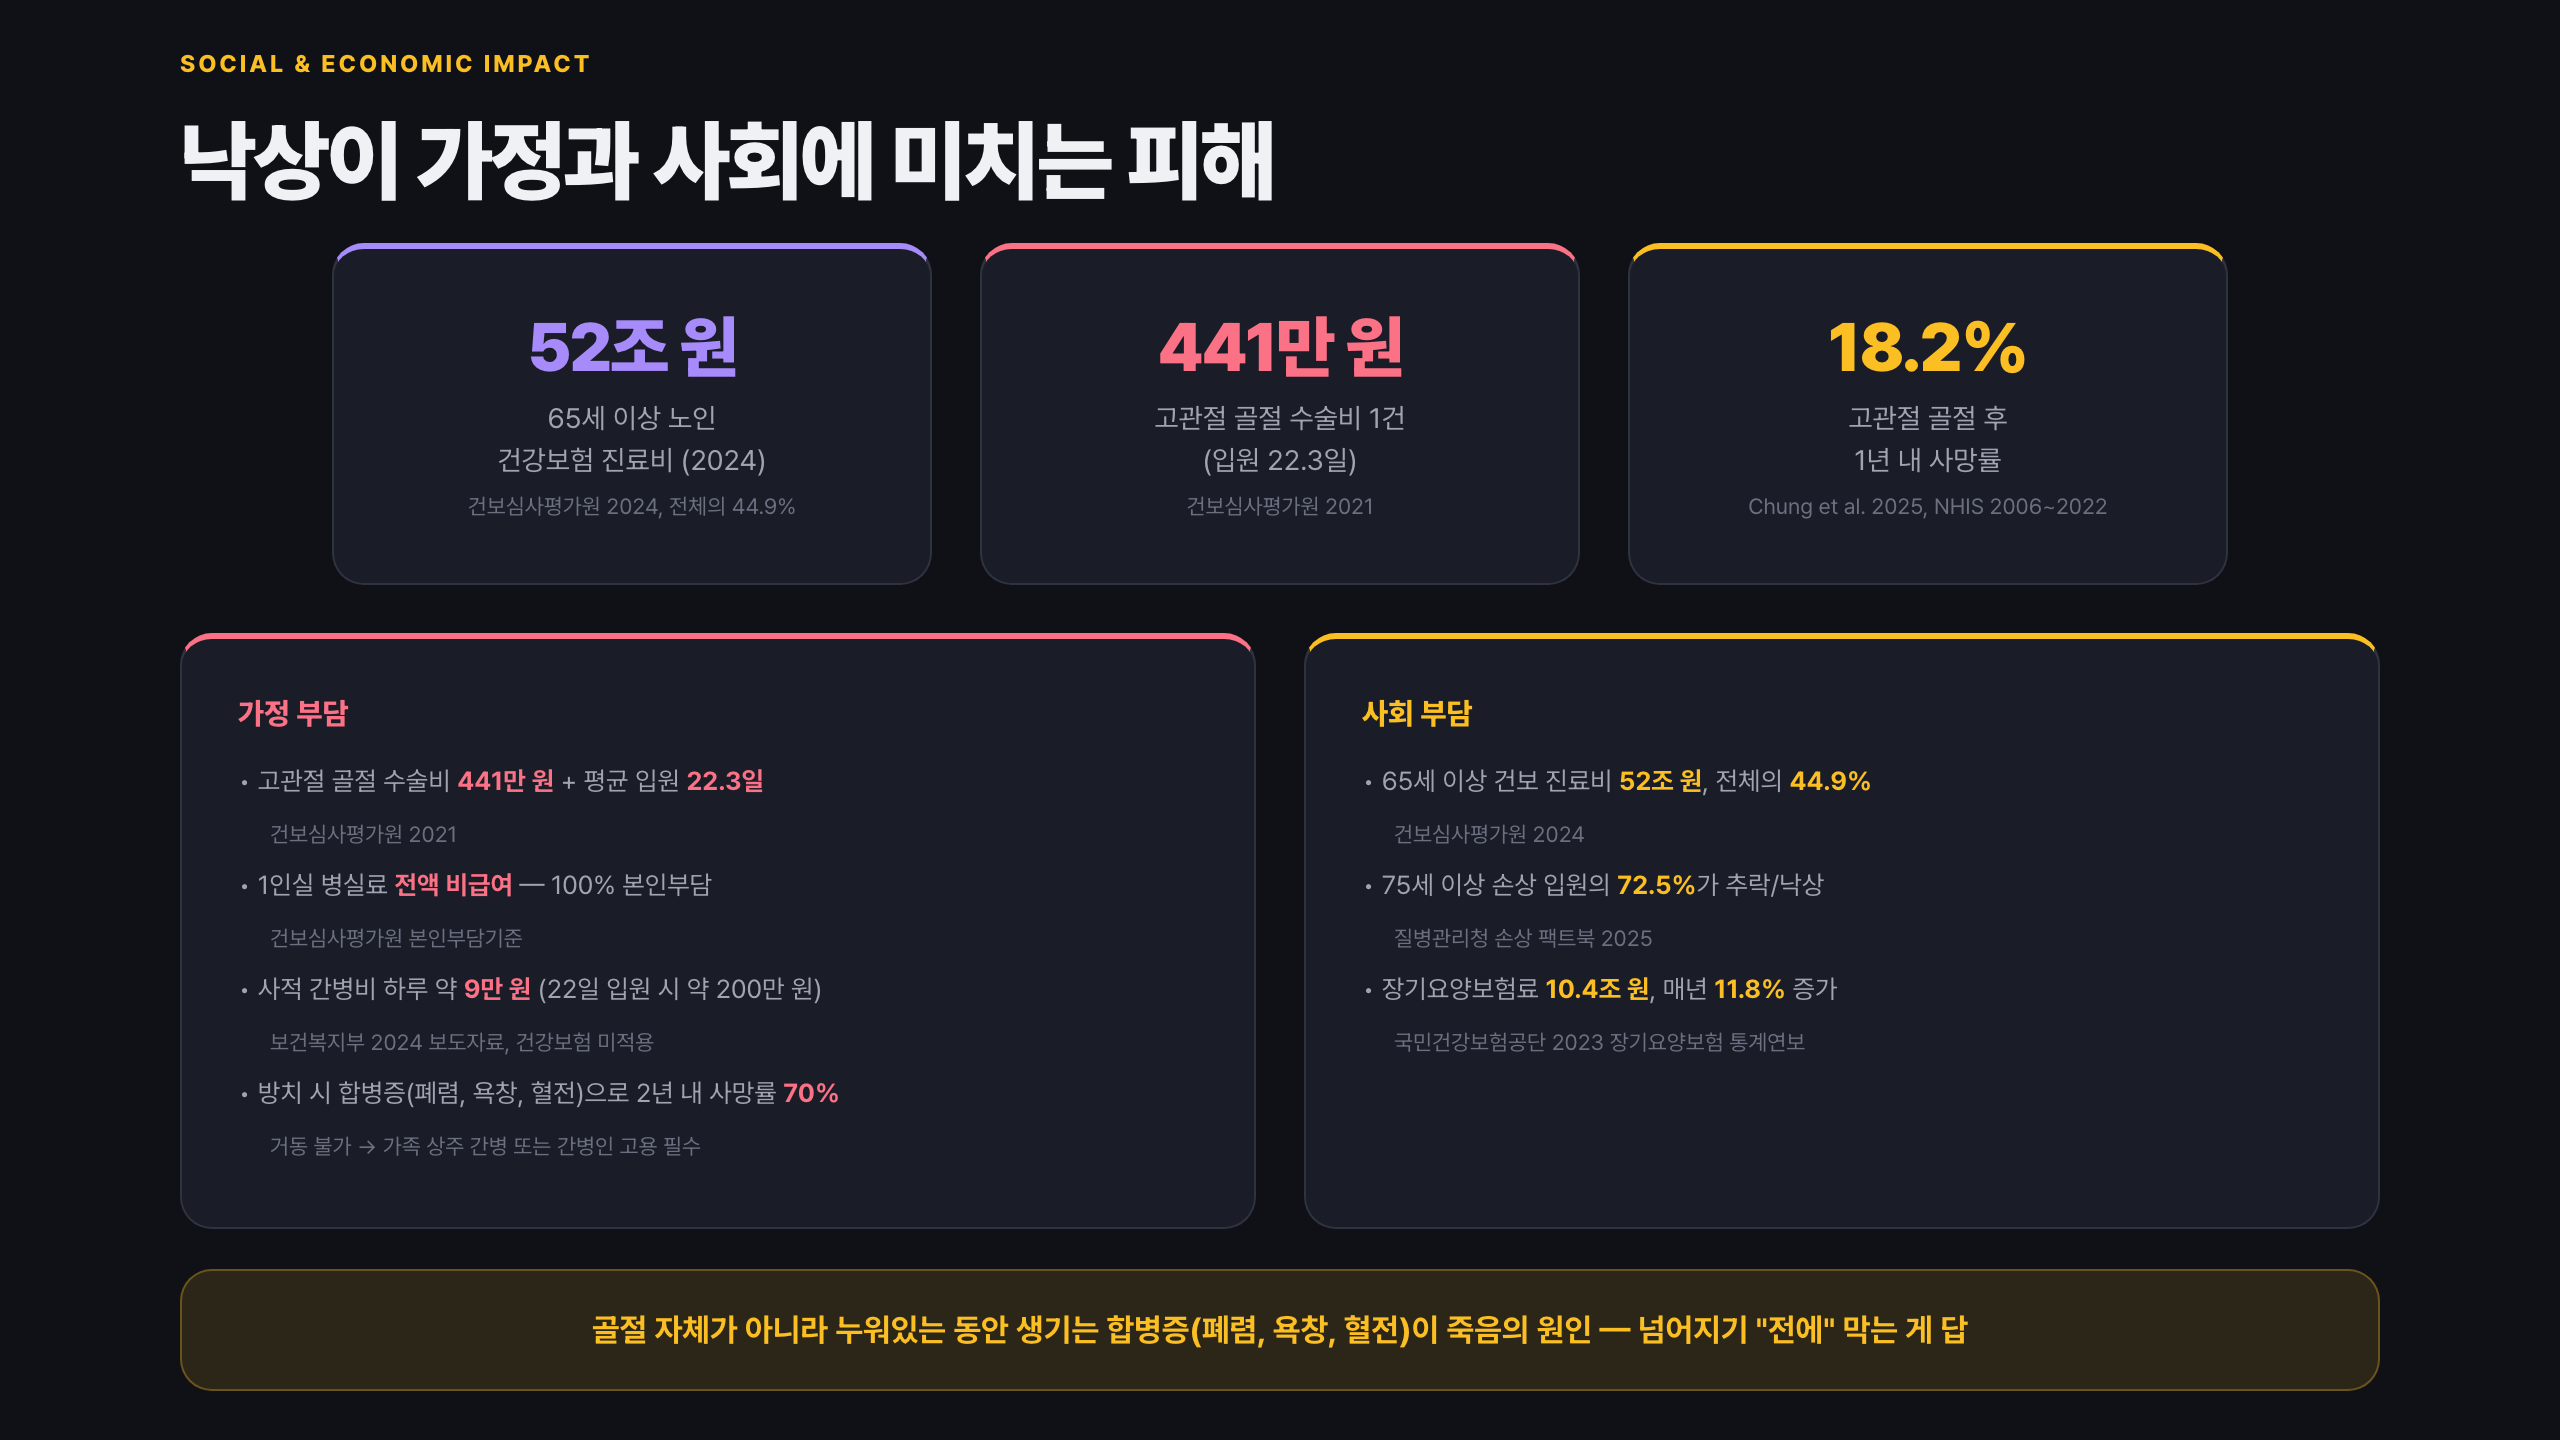 SOCIAL & ECONOMIC IMPACT
낙상이 가정과 사회에 미치는 피해
52조 원
65세 이상 노인
건강보험 진료비 (2024)
건보심사평가원 2024, 전체의 44.9%
441만 원
고관절 골절 수술비 1건
(입원 22.3일)
건보심사평가원 2021
18.2%
고관절 골절 후
1년 내 사망률
Chung et al. 2025, NHIS 2006~2022
가정 부담
• 고관절 골절 수술비 441만 원 + 평균 입원 22.3일
건보심사평가원 2021
• 1인실 병실료 전액 비급여 — 100% 본인부담
건보심사평가원 본인부담기준
• 사적 간병비 하루 약 9만 원 (22일 입원 시 약 200만 원)
보건복지부 2024 보도자료, 건강보험 미적용
• 방치 시 합병증(폐렴, 욕창, 혈전)으로 2년 내 사망률 70%
거동 불가 → 가족 상주 간병 또는 간병인 고용 필수
사회 부담
• 65세 이상 건보 진료비 52조 원, 전체의 44.9%
건보심사평가원 2024
• 75세 이상 손상 입원의 72.5%가 추락/낙상
질병관리청 손상 팩트북 2025
• 장기요양보험료 10.4조 원, 매년 11.8% 증가
국민건강보험공단 2023 장기요양보험 통계연보
골절 자체가 아니라 누워있는 동안 생기는 합병증(폐렴, 욕창, 혈전)이 죽음의 원인 — 넘어지기 "전에" 막는 게 답